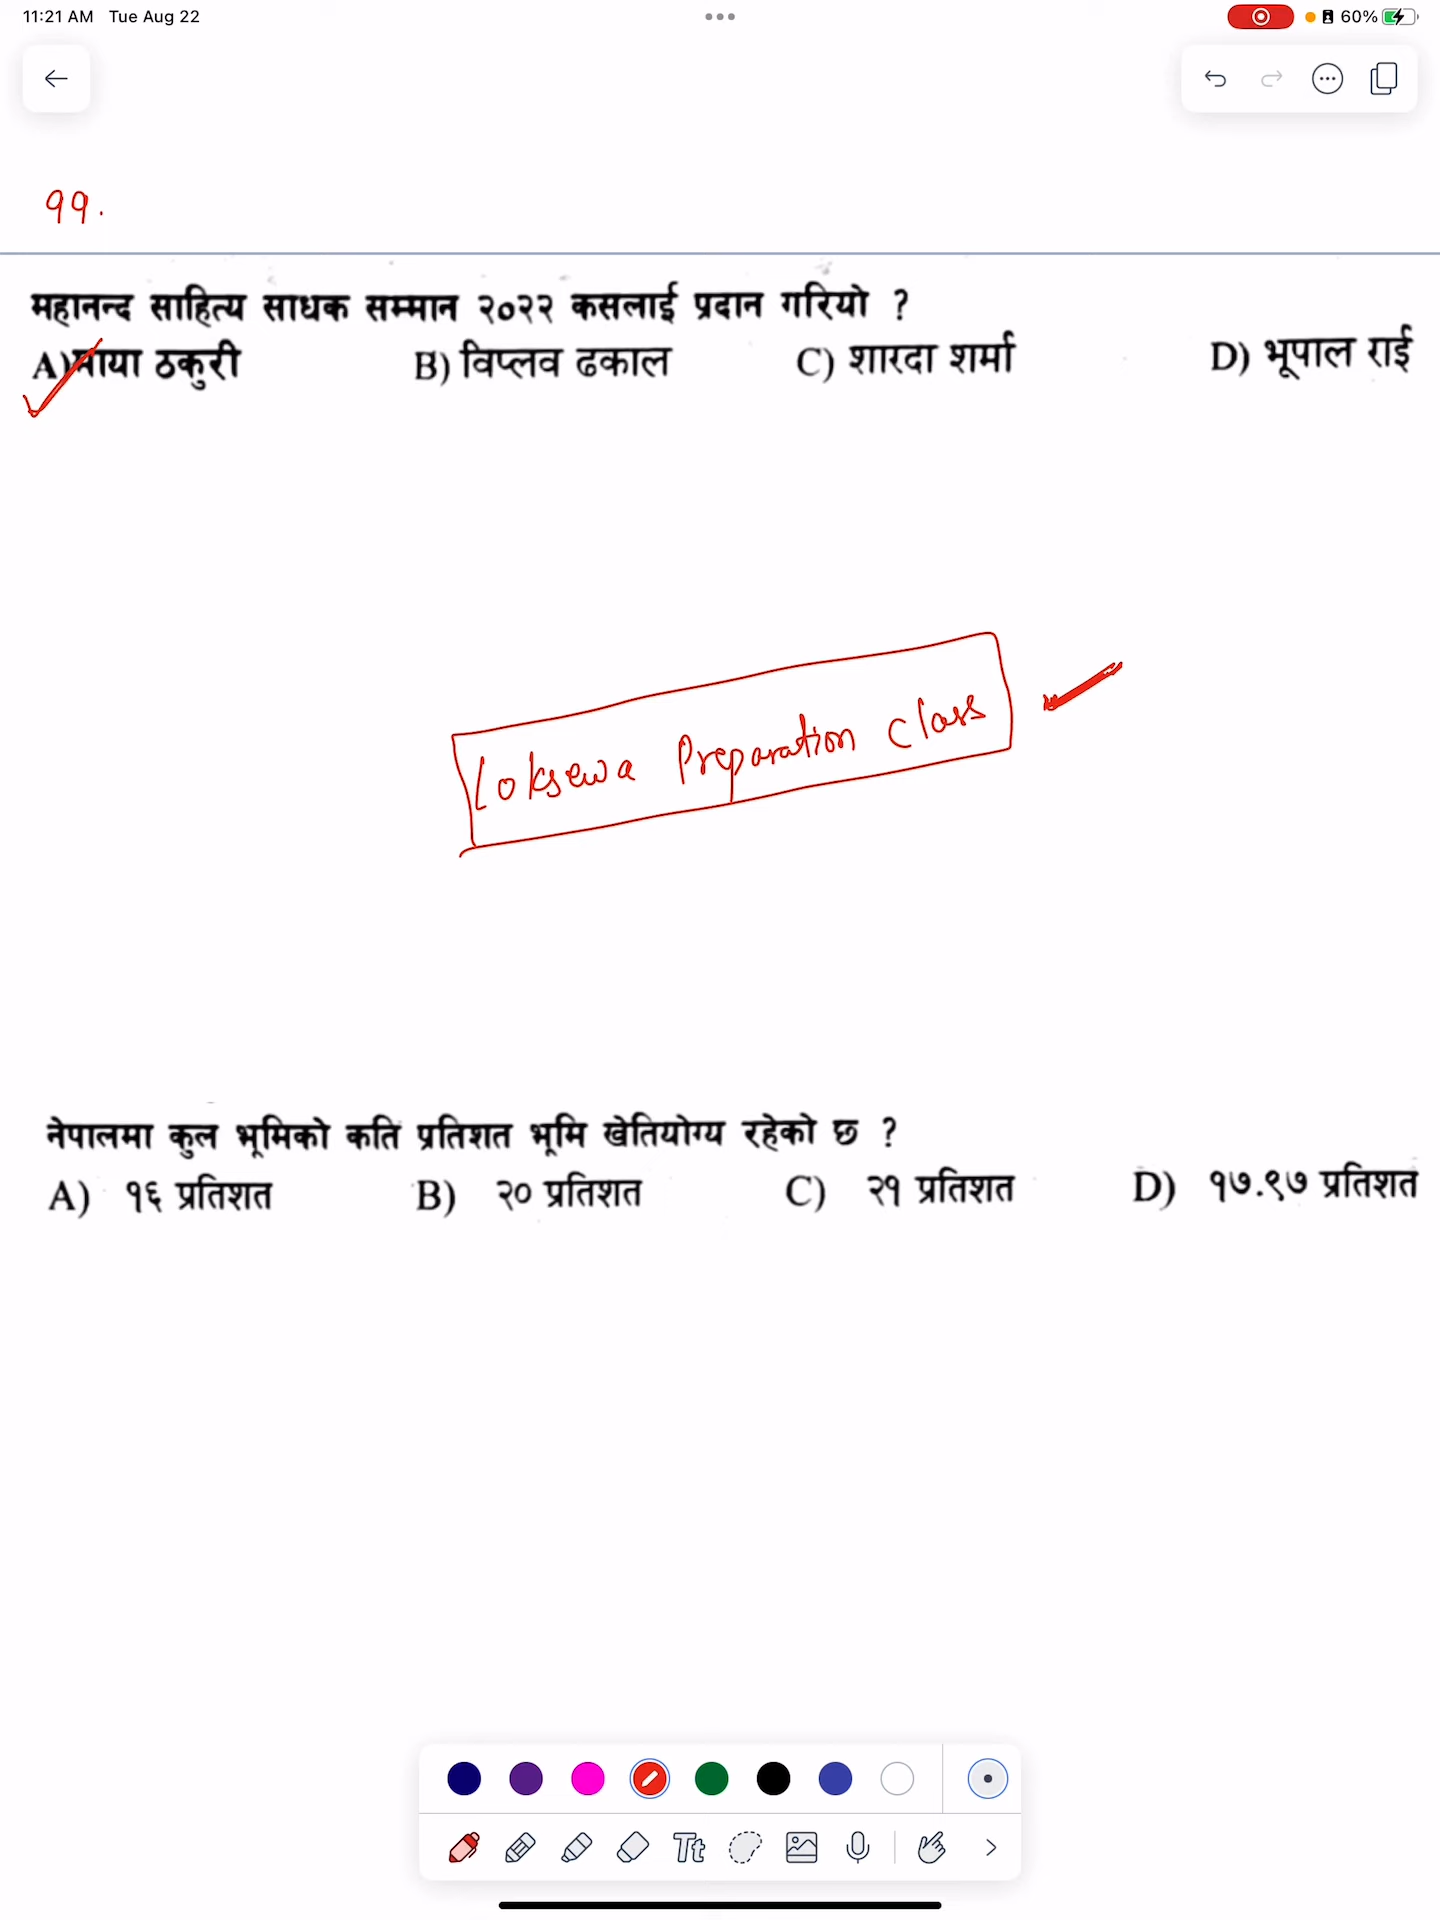 11:21 AM Tue Aug 22
60%
99.
महानन्द साहित्य साधक सम्मान २०२२ कसलाई प्रदान गरियो ?
A) माया ठकुरी B) विप्लव ढकाल C) शारदा शर्मा D) भूपाल राई
Loksewa Preparation class
नेपालमा कुल भूमिको कति प्रतिशत भूमि खेतियोग्य रहेको छ ?
A) १६ प्रतिशत B) २० प्रतिशत C) २१ प्रतिशत D) १७.९७ प्रतिशत
Tt